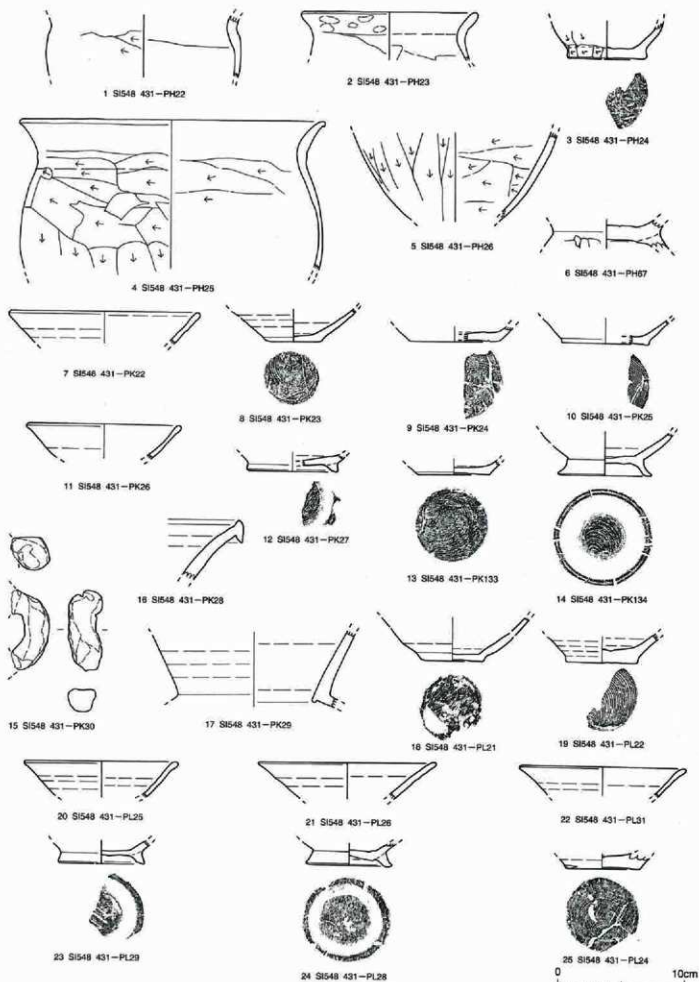 1 SI548 431-PH22
2 SI548 431-PH23
3 SI548 431-PH24
4 SI548 431-PH25
5 SI548 431-PH26
6 SI548 431-PH67
7 SI548 431-PK22
8 SI548 431-PK23
9 SI548 431-PK24
10 SI548 431-PK25
11 SI548 431-PK26
12 SI548 431-PK27
13 SI548 431-PK133
14 SI548 431-PK134
15 SI548 431-PK30
16 SI548 431-PK28
17 SI548 431-PK29
18 SI548 431-PL21
19 SI548 431-PL22
20 SI548 431-PL25
21 SI548 431-PL26
22 SI548 431-PL31
23 SI548 431-PL29
24 SI548 431-PL28
25 SI548 431-PL24
0 10cm